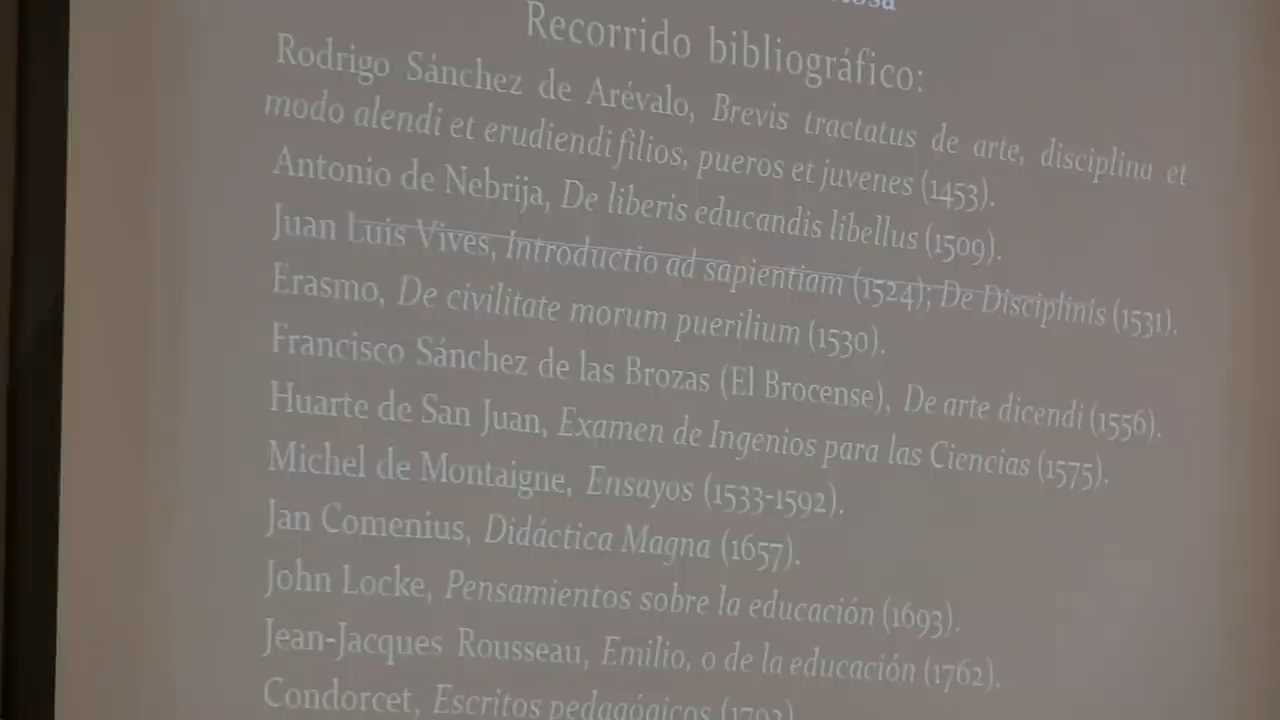 Recorrido bibliográfico:
Rodrigo Sánchez de Arévalo, Brevis tractatus de arte, disciplina et
modo alendi et erudiendi filios, pueros et juvenes (1453).
Antonio de Nebrija, De liberis educandis libellus (1509).
Juan Luis Vives, Introductio ad sapientiam (1524); De Disciplinis (1531).
Erasmo, De civilitate morum puerilium (1530).
Francisco Sánchez de las Brozas (El Brocense), De arte dicendi (1556).
Huarte de San Juan, Examen de Ingenios para las Ciencias (1575).
Michel de Montaigne, Ensayos (1533-1592).
Jan Comenius, Didáctica Magna (1657).
John Locke, Pensamientos sobre la educación (1693).
Jean-Jacques Rousseau, Emilio, o de la educación (1762).
Condorcet, Escritos pedagógicos